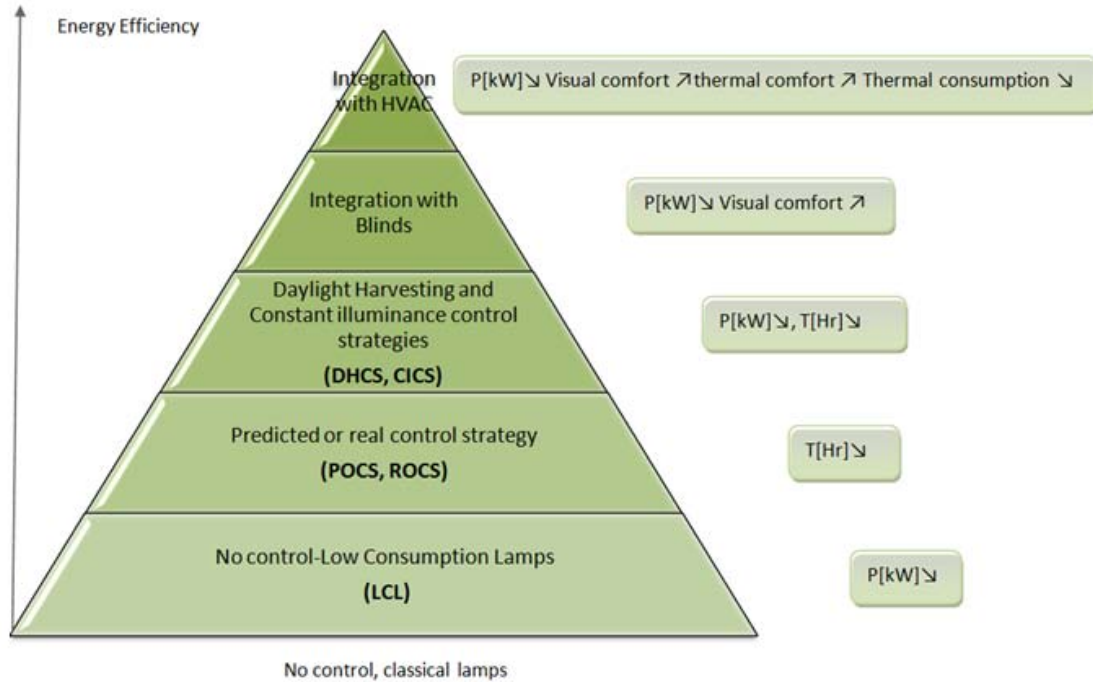 Energy Efficiency
Integration
with HVAC
P[kW]↘ Visual comfort ↗ thermal comfort ↗ Thermal consumption ↘
Integration with
Blinds
P[kW]↘ Visual comfort ↗
Daylight Harvesting and
Constant illuminance control
strategies
(DHCS, CICS)
P[kW]↘, T[Hr]↘
Predicted or real control strategy
(POCS, ROCS)
T[Hr]↘
No control-Low Consumption Lamps
(LCL)
P[kW]↘
No control, classical lamps